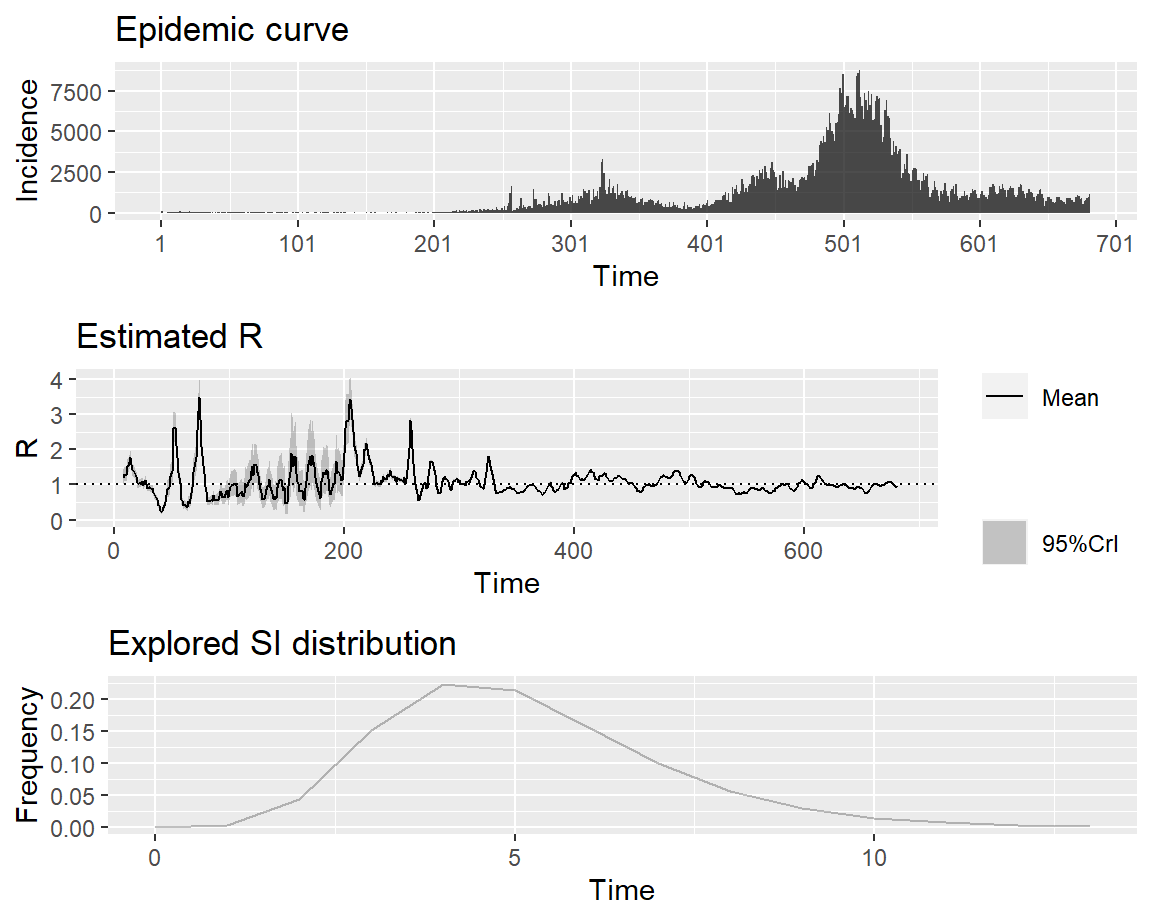 Epidemic curve
Incidence
7500
5000
2500
0
1 101 201 301 401 501 601 701
Time
Estimated R
R
4
3
2
1
0
0 200 400 600
Time
Mean
95%CrI
Explored SI distribution
Frequency
0.20
0.15
0.10
0.05
0.00
0 5 10
Time